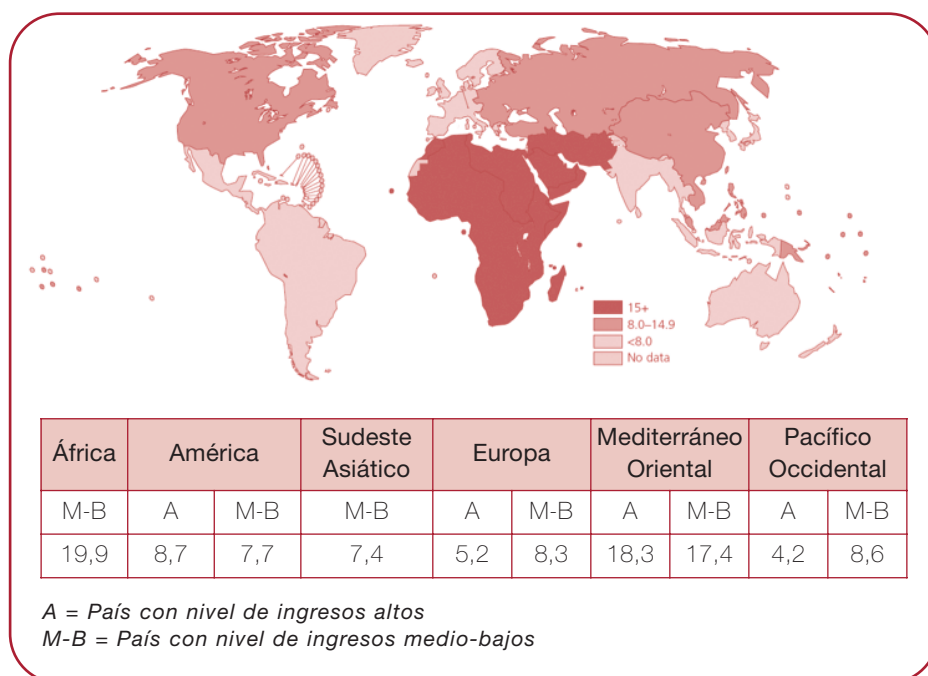 15+
8.0–14.9
<8.0
No data
África América Sudeste Asiático Europa Mediterráneo Oriental Pacífico Occidental
M-B A M-B M-B A M-B A M-B A M-B
19,9 8,7 7,7 7,4 5,2 8,3 18,3 17,4 4,2 8,6
A = País con nivel de ingresos altos
M-B = País con nivel de ingresos medio-bajos